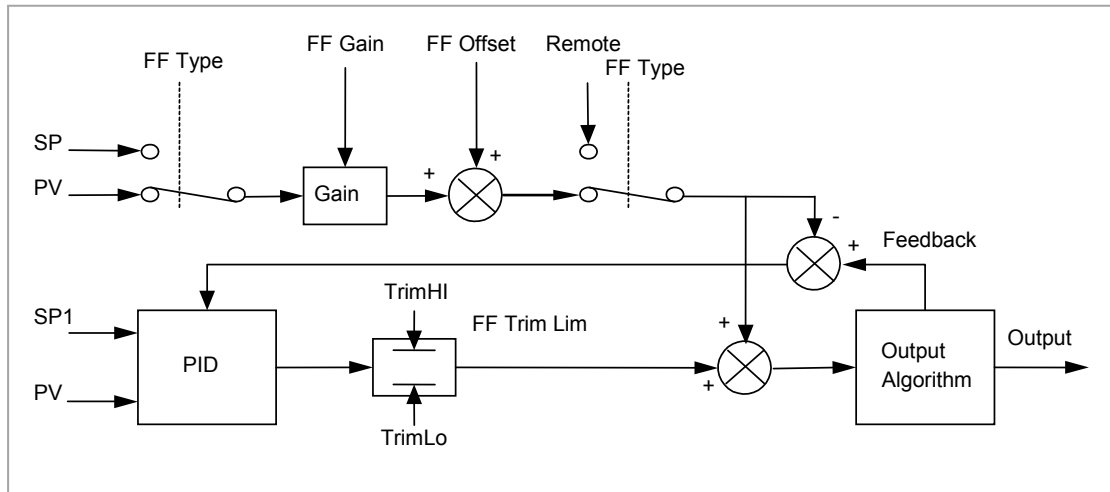 FF Gain
FF Offset
Remote
FF Type
FF Type
SP
PV
Gain
+
+
-
+
Feedback
SP1
PV
PID
TrimHI
FF Trim Lim
TrimLo
+
+
Output
Algorithm
Output